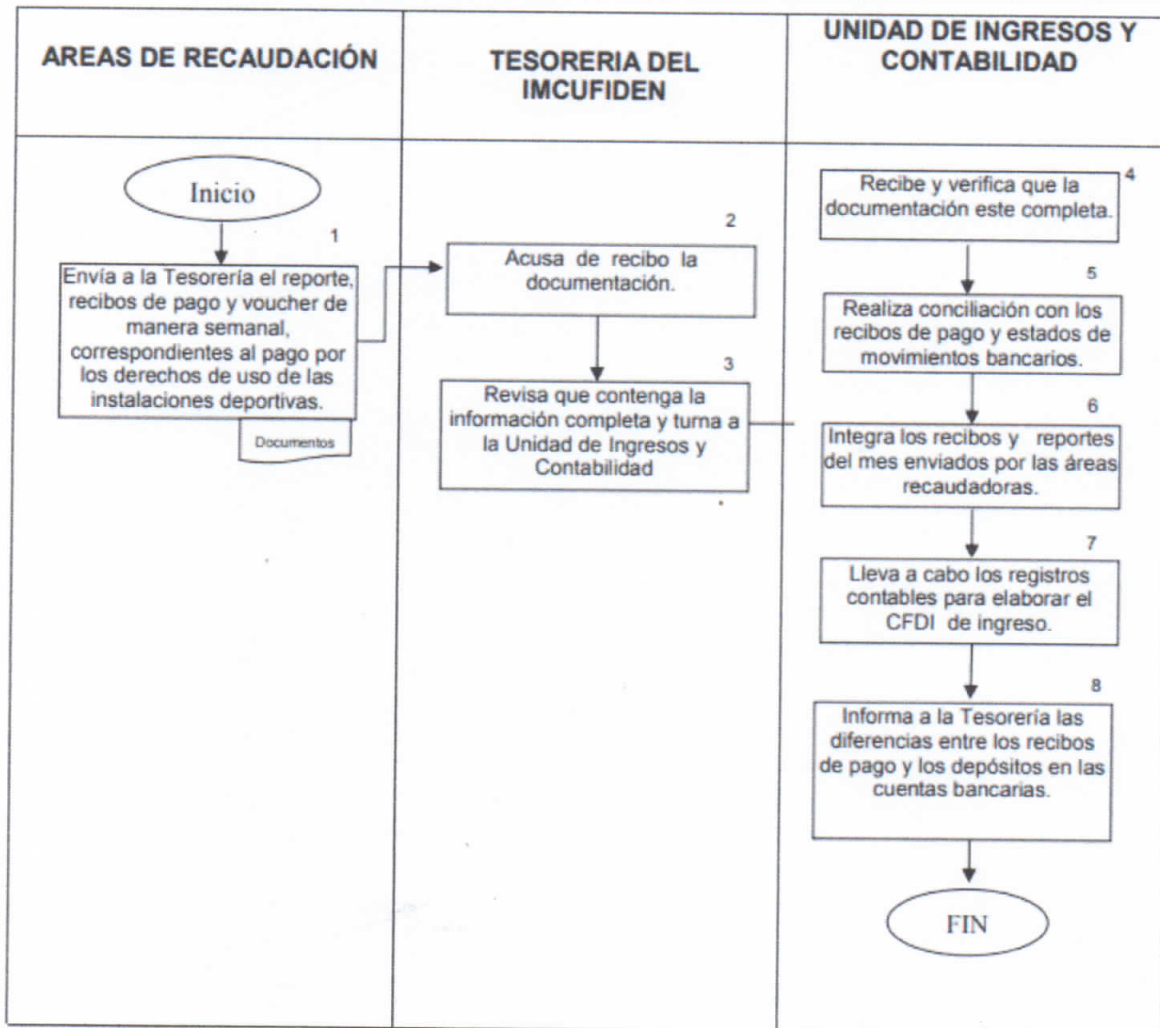 AREAS DE RECAUDACIÓN
TESORERIA DEL
IMCUFIDEN
UNIDAD DE INGRESOS Y
CONTABILIDAD
Inicio
1
Envía a la Tesorería el reporte,
recibos de pago y voucher de
manera semanal,
correspondientes al pago por
los derechos de uso de las
instalaciones deportivas.
Documentos
2
Acusa de recibo la
documentación.
3
Revisa que contenga la
información completa y turna a
la Unidad de Ingresos y
Contabilidad
4
Recibe y verifica que la
documentación este completa.
5
Realiza conciliación con los
recibos de pago y estados de
movimientos bancarios.
6
Integra los recibos y reportes
del mes enviados por las áreas
recaudadoras.
7
Lleva a cabo los registros
contables para elaborar el
CFDI de ingreso.
8
Informa a la Tesorería las
diferencias entre los recibos
de pago y los depósitos en las
cuentas bancarias.
FIN